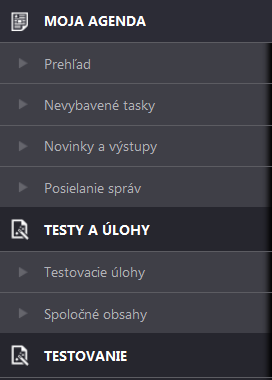 MOJA AGENDA
Prehľad
Nevybavené tasky
Novinky a výstupy
Posielanie správ
TESTY A ÚLOHY
Testovacie úlohy
Spoločné obsahy
TESTOVANIE